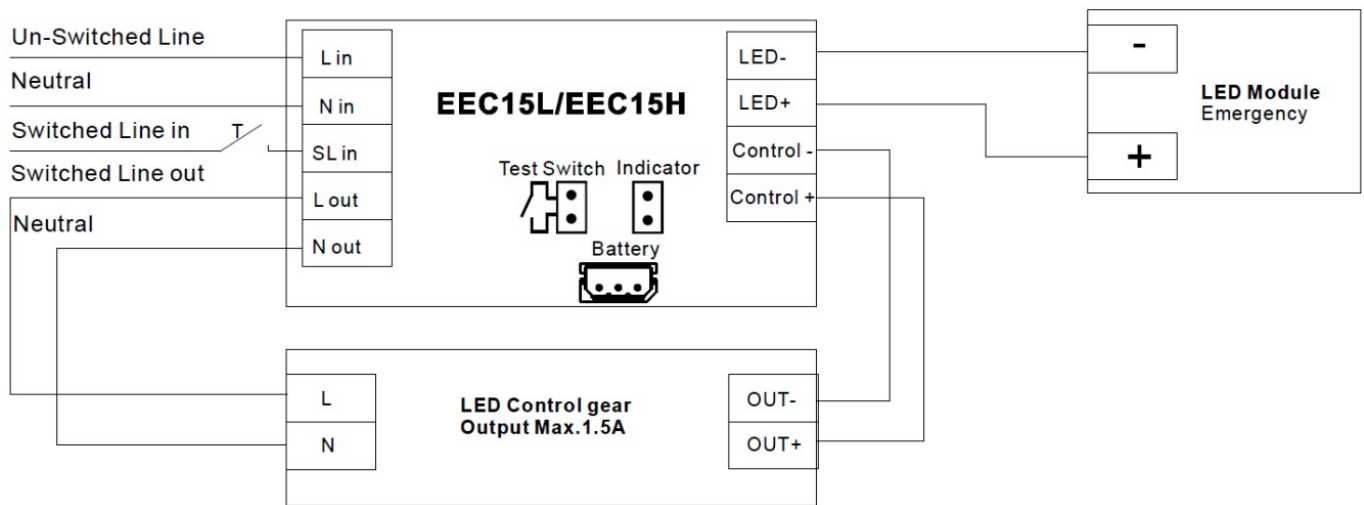 Un-Switched Line
Neutral
Switched Line in
T
Switched Line out
Neutral
L in
N in
SL in
L out
N out
EEC15L/EEC15H
Test Switch
Indicator
Battery
LED-
LED+
Control -
Control +
-
+
LED Module
Emergency
L
N
LED Control gear
Output Max.1.5A
OUT-
OUT+